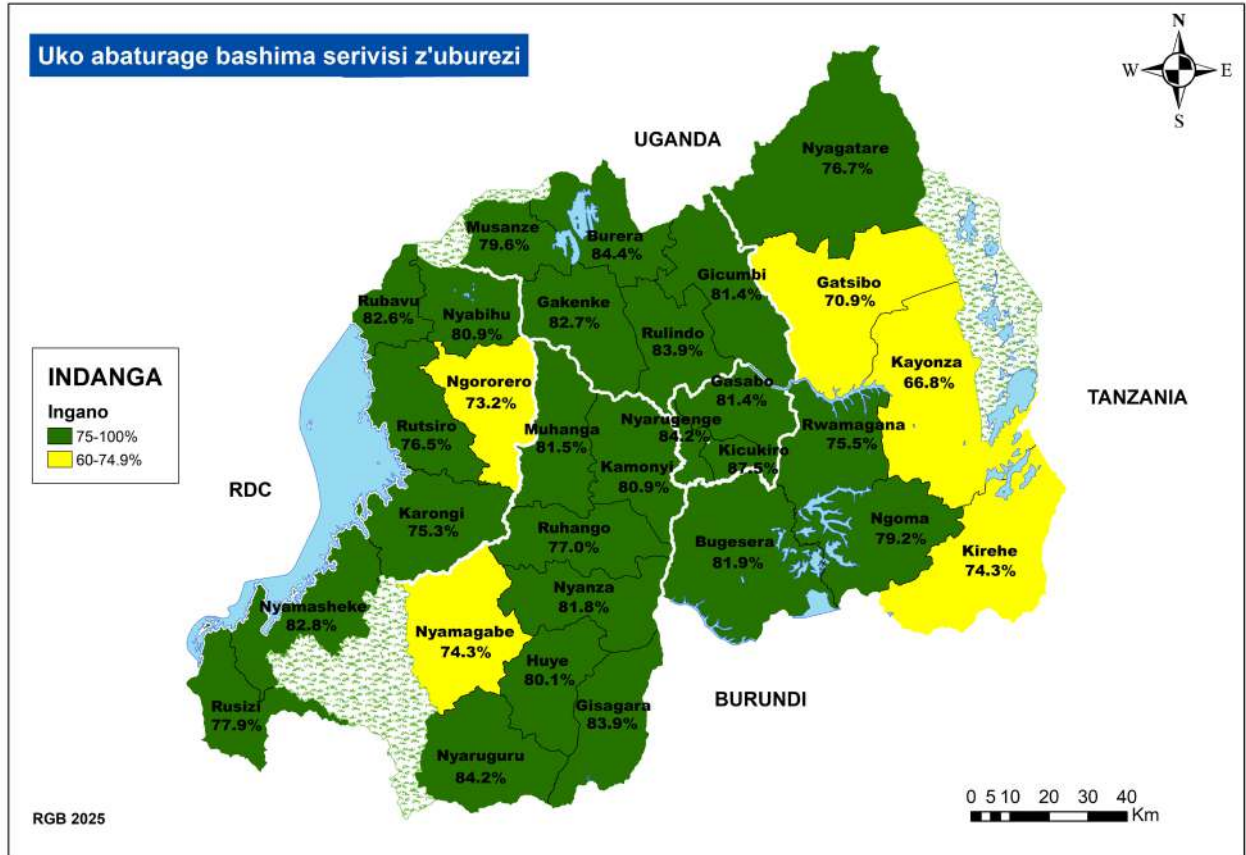 Uko abaturage bashima serivisi z'uburezi
N
W
E
S
UGANDA
Nyagatare
76.7%
Musanze
79.6%
Burera
84.4%
Gicumbi
81.4%
Gatsibo
70.9%
Rubavu
82.6%
Nyabihu
80.9%
Gakenke
82.7%
Rulindo
83.9%
Kayonza
66.8%
INDANGA
Ingano
75-100%
60-74.9%
Ngororero
73.2%
Gasabo
81.4%
TANZANIA
Rutsiro
76.5%
Muhanga
81.5%
Nyarugenge
84.2%
Kicukiro
87.5%
Rwamagana
75.5%
Kamonyi
80.9%
RDC
Karongi
75.3%
Ruhango
77.0%
Bugesera
81.9%
Ngoma
79.2%
Kirehe
74.3%
Nyamasheke
82.8%
Nyanza
81.8%
Nyamagabe
74.3%
Huye
80.1%
Rusizi
77.9%
Gisagara
83.9%
BURUNDI
Nyaruguru
84.2%
RGB 2025
0 5 10 20 30 40
Km